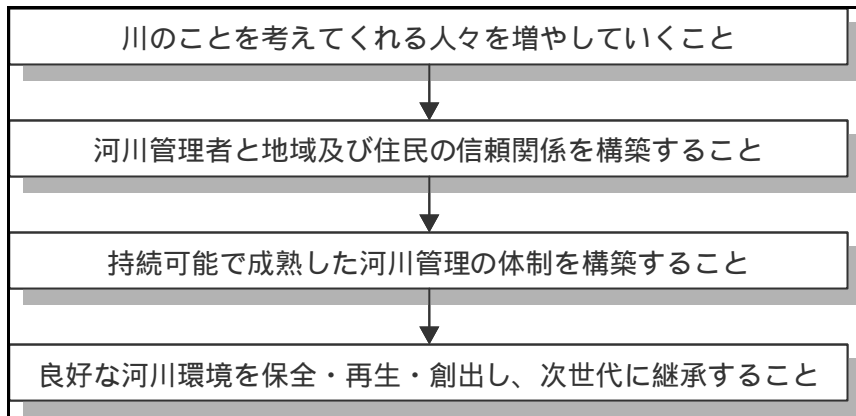 川のことを考えてくれる人々を増やしていくこと
河川管理者と地域及び住民の信頼関係を構築すること
持続可能で成熟した河川管理の体制を構築すること
良好な河川環境を保全・再生・創出し、次世代に継承すること